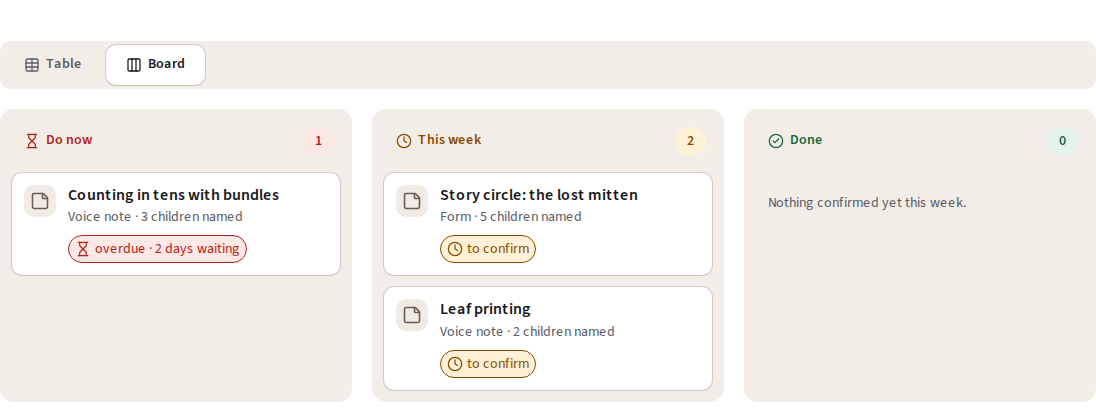 Table
Board
Do now
1
Counting in tens with bundles
Voice note · 3 children named
overdue · 2 days waiting
This week
2
Story circle: the lost mitten
Form · 5 children named
to confirm
Leaf printing
Voice note · 2 children named
to confirm
Done
0
Nothing confirmed yet this week.